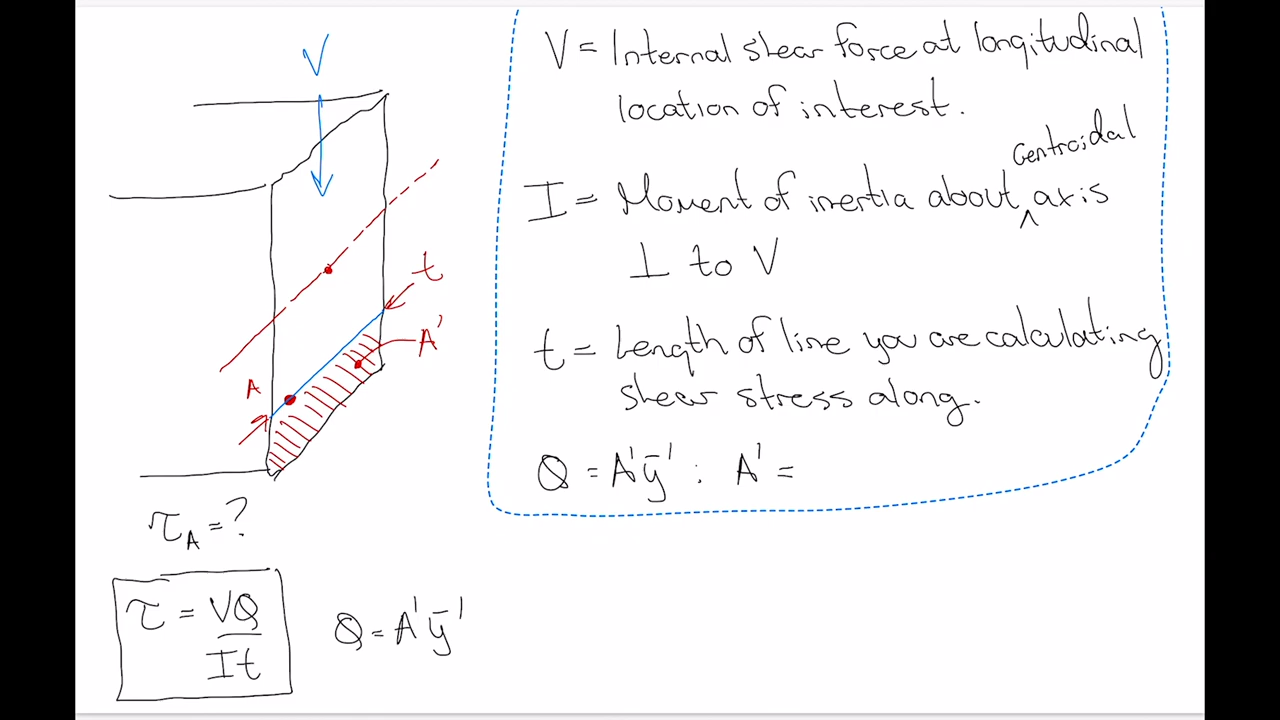 V
V = Internal shear force at longitudinal
location of interest.
centroidal
I = Moment of inertia about ^ axis
⊥ to V
t
A'
t = Length of line you are calculating
shear stress along.
A
Q = A'ȳ' : A' =
τ_A = ?
τ = VQ
It
Q = A'ȳ'